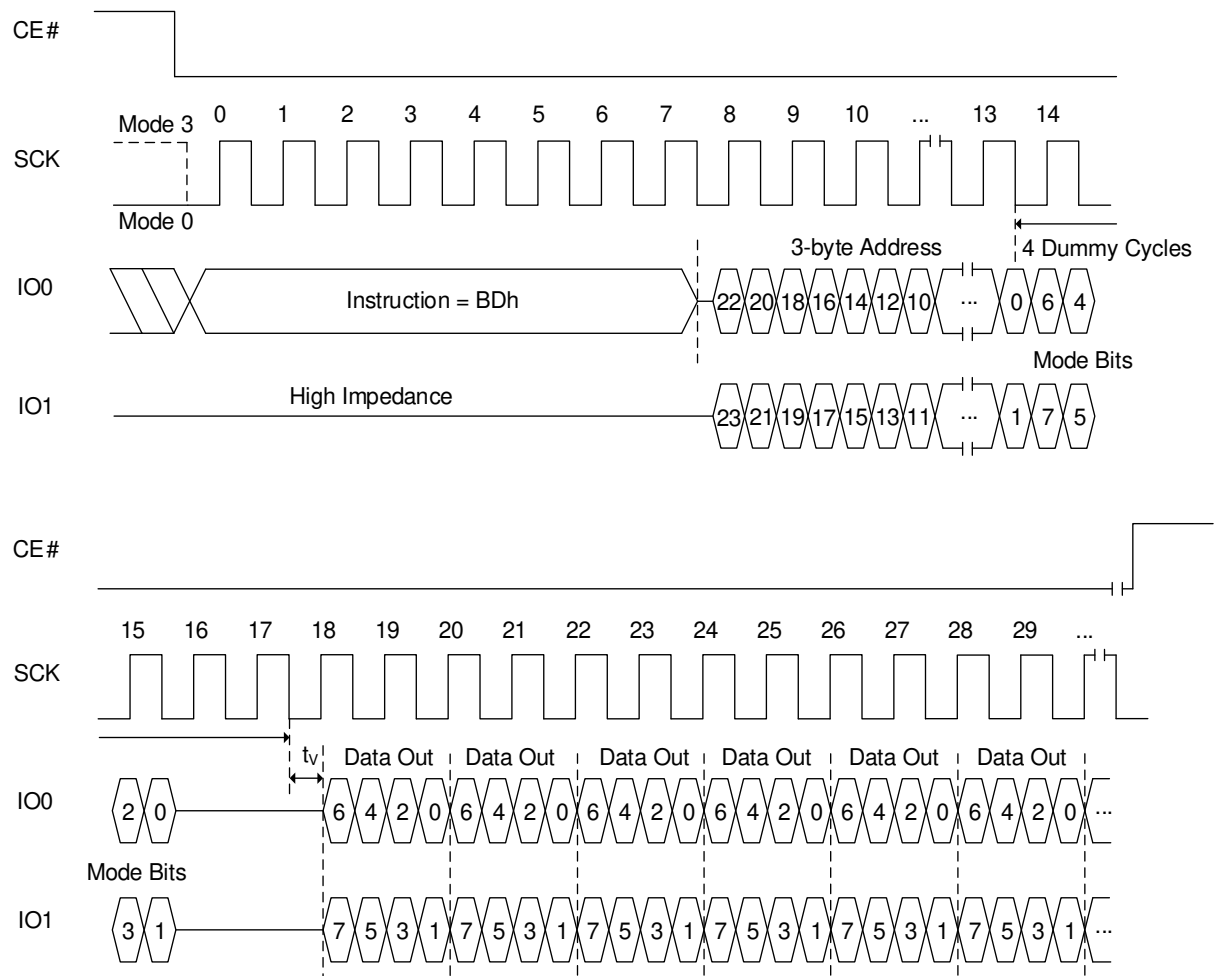 CE#
0 1 2 3 4 5 6 7 8 9 10 ... 13 14
Mode 3
SCK
Mode 0
3-byte Address 4 Dummy Cycles
IO0 Instruction = BDh 22 20 18 16 14 12 10 ... 0 6 4
Mode Bits
IO1 High Impedance 23 21 19 17 15 13 11 ... 1 7 5
CE#
15 16 17 18 19 20 21 22 23 24 25 26 27 28 29 ...
SCK
tV Data Out Data Out Data Out Data Out Data Out Data Out
IO0 2 0 6 4 2 0 6 4 2 0 6 4 2 0 6 4 2 0 6 4 2 0 6 4 2 0 ...
Mode Bits
IO1 3 1 7 5 3 1 7 5 3 1 7 5 3 1 7 5 3 1 7 5 3 1 7 5 3 1 ...